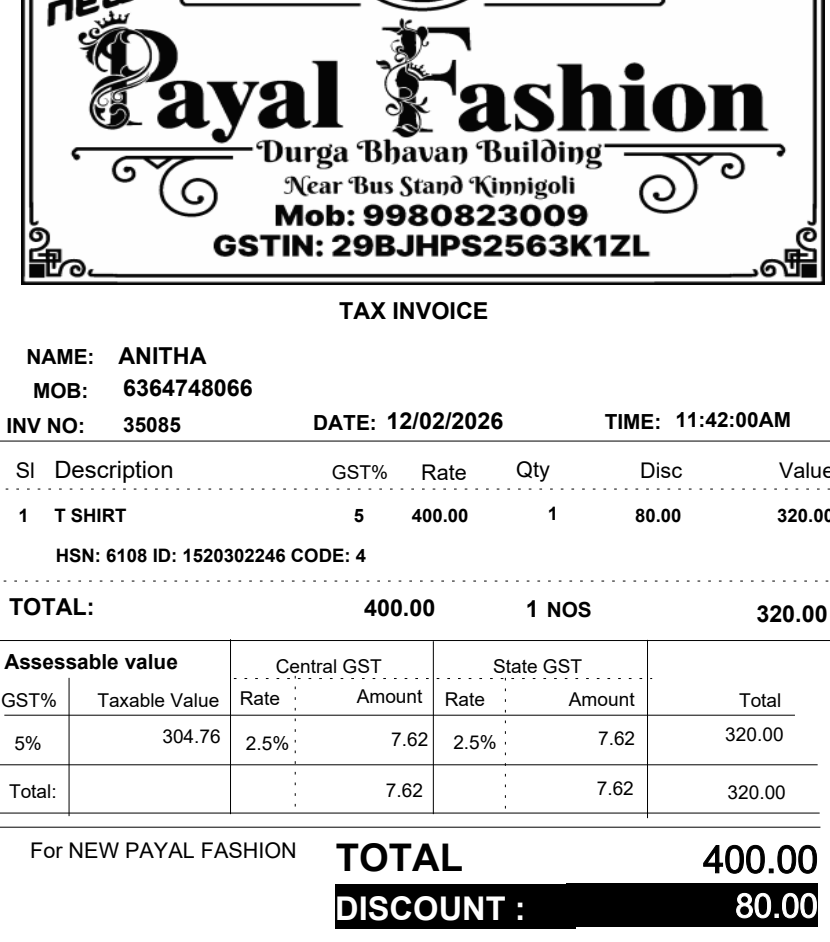 new
Payal Fashion
Durga Bhavan Building
Near Bus Stand Kinnigoli
Mob: 9980823009
GSTIN: 29BJHPS2563K1ZL
TAX INVOICE
NAME: ANITHA
MOB: 6364748066
INV NO: 35085 DATE: 12/02/2026 TIME: 11:42:00AM
Sl Description GST% Rate Qty Disc Value
1 T SHIRT 5 400.00 1 80.00 320.00
HSN: 6108 ID: 1520302246 CODE: 4
TOTAL: 400.00 1 NOS 320.00
Assessable value Central GST State GST
GST% Taxable Value Rate Amount Rate Amount Total
5% 304.76 2.5% 7.62 2.5% 7.62 320.00
Total: 7.62 7.62 320.00
For NEW PAYAL FASHION TOTAL 400.00
DISCOUNT : 80.00